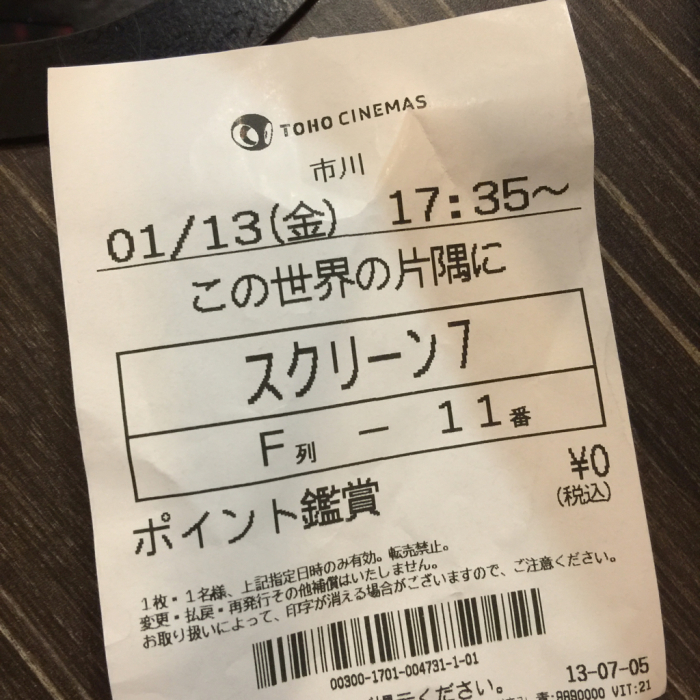 TOHO CINEMAS
市川
01/13(金) 17:35～
この世界の片隅に
スクリーン7
F列 － 11番
¥0
ポイント鑑賞
(税込)
1枚・1名様、上記指定日時のみ有効。転売禁止。
変更・払戻・再発行その他補償はいたしません。
お取り扱いによって、印字が消える場合がございますので、ご注意ください。
00300-1701-004731-1-01
13-07-05
ください。
VIT:21